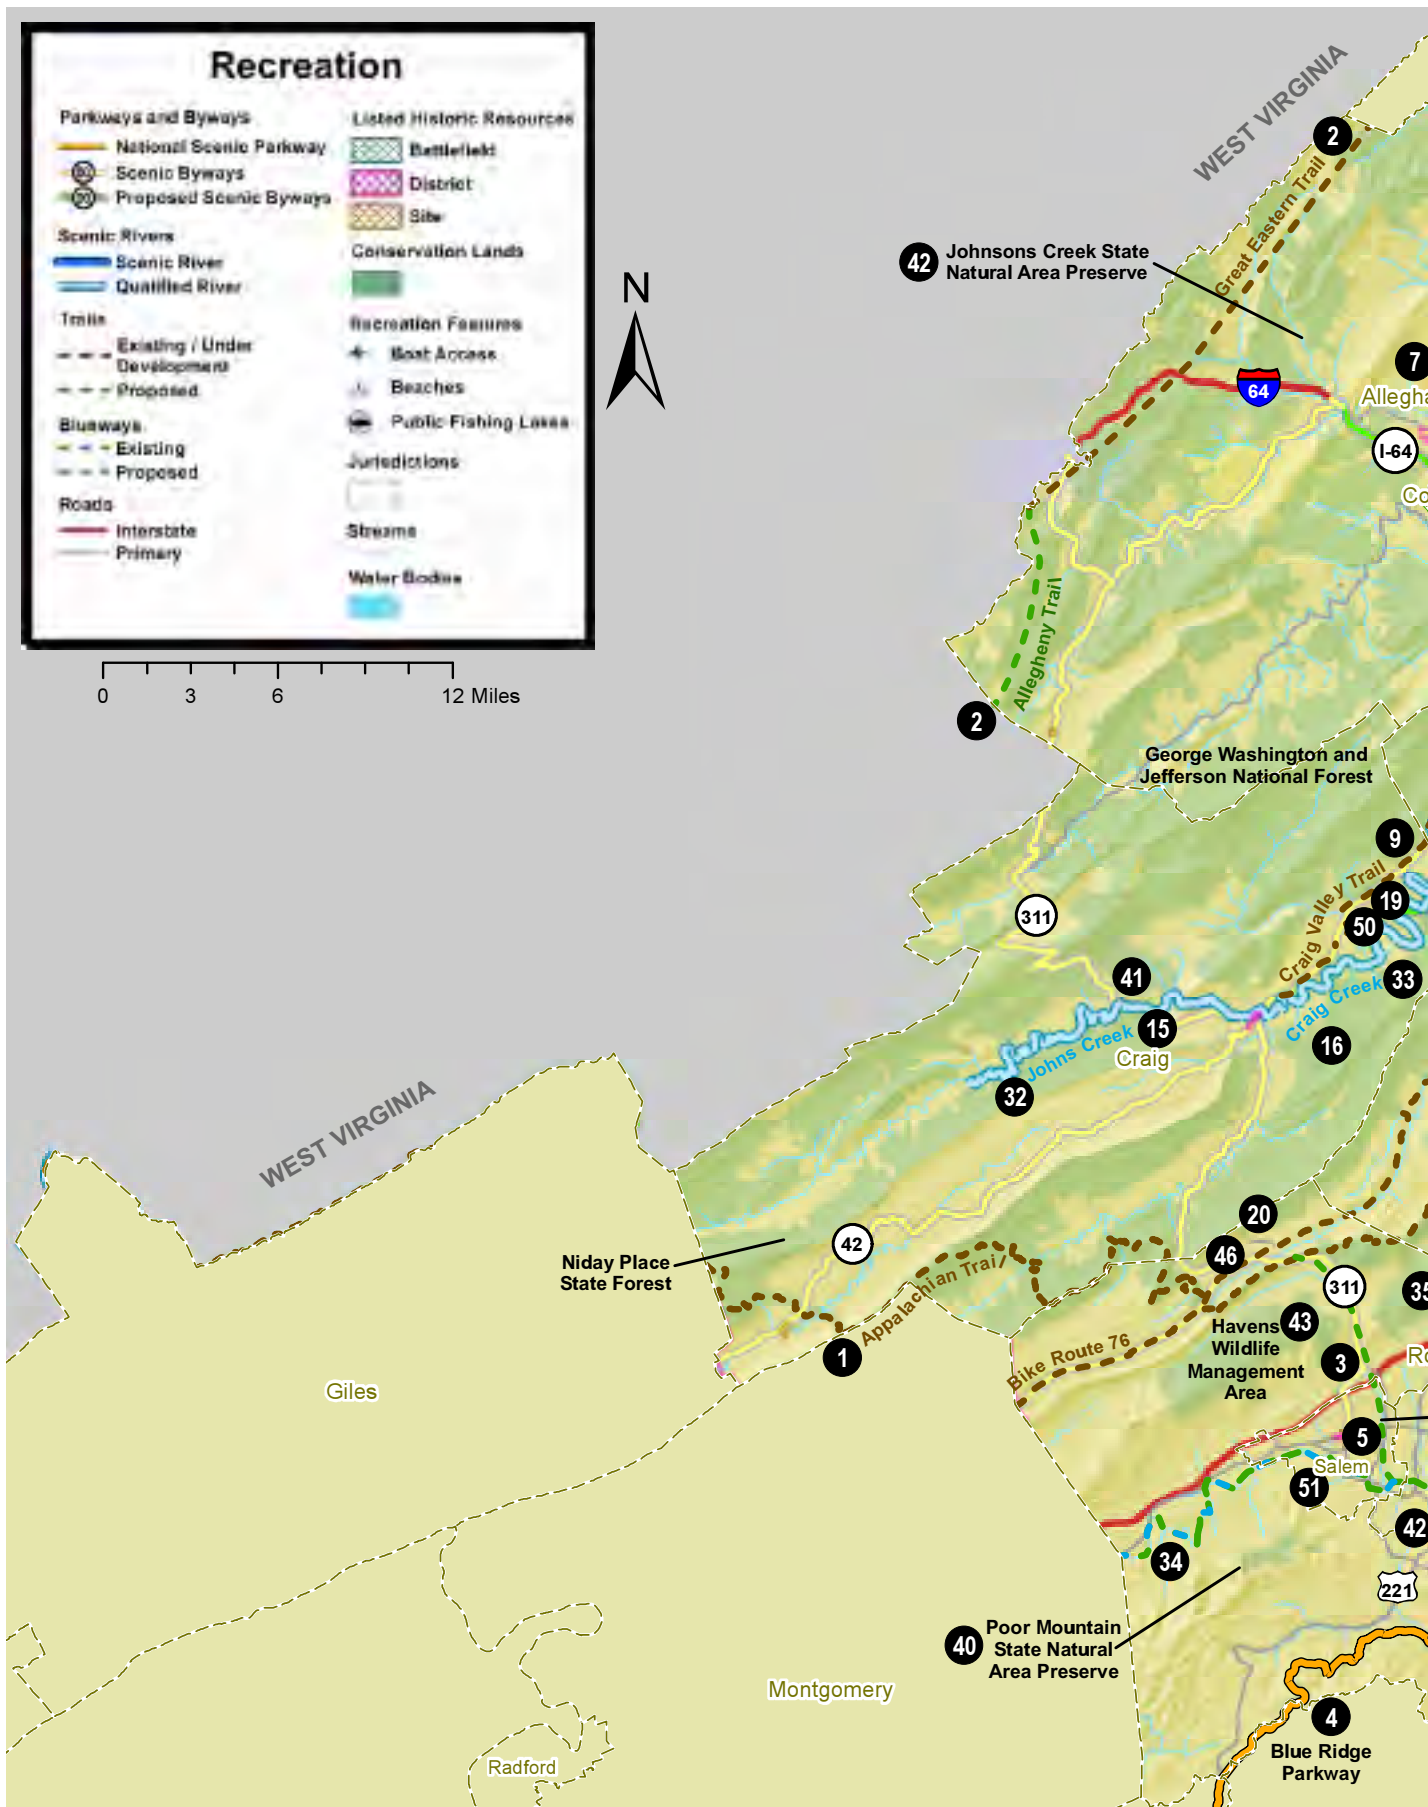 Recreation
Parkways and Byways
National Scenic Parkway
Scenic Byways
Proposed Scenic Byways
Scenic Rivers
Scenic River
Qualified River
Trails
Existing / Under
Development
Proposed
Blueways
Existing
Proposed
Roads
Interstate
Primary
Listed Historic Resources
Battlefield
District
Site
Conservation Lands
Recreation Features
Boat Access
Beaches
Public Fishing Lakes
Jurisdictions
Streams
Water Bodies
0 3 6 12 Miles
N
WEST VIRGINIA
2
Great Eastern Trail
42 Johnsons Creek State
Natural Area Preserve
7
64
Allegha
I-64
Co
Allegheny Trail
2
George Washington and
Jefferson National Forest
9
Craig Valley Trail
19
50
311
41
33
Craig Creek
15
Johns Creek
16
Craig
32
WEST VIRGINIA
20
42
46
Niday Place
State Forest
Appalachian Trail
311
35
43
Havens
Wildlife
Management
Area
1
Bike Route 76
3
Ro
Giles
5
Salem
51
42
34
221
40 Poor Mountain
State Natural
Area Preserve
Montgomery
4
Blue Ridge
Parkway
Radford